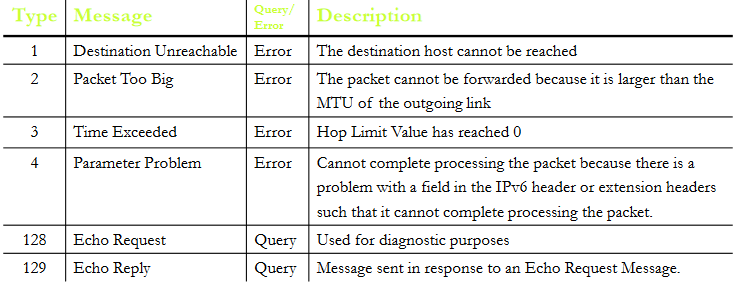 Type Message Query/ Error Description
1 Destination Unreachable Error The destination host cannot be reached
2 Packet Too Big Error The packet cannot be forwarded because it is larger than the
MTU of the outgoing link
3 Time Exceeded Error Hop Limit Value has reached 0
4 Parameter Problem Error Cannot complete processing the packet because there is a
problem with a field in the IPv6 header or extension headers
such that it cannot complete processing the packet.
128 Echo Request Query Used for diagnostic purposes
129 Echo Reply Query Message sent in response to an Echo Request Message.